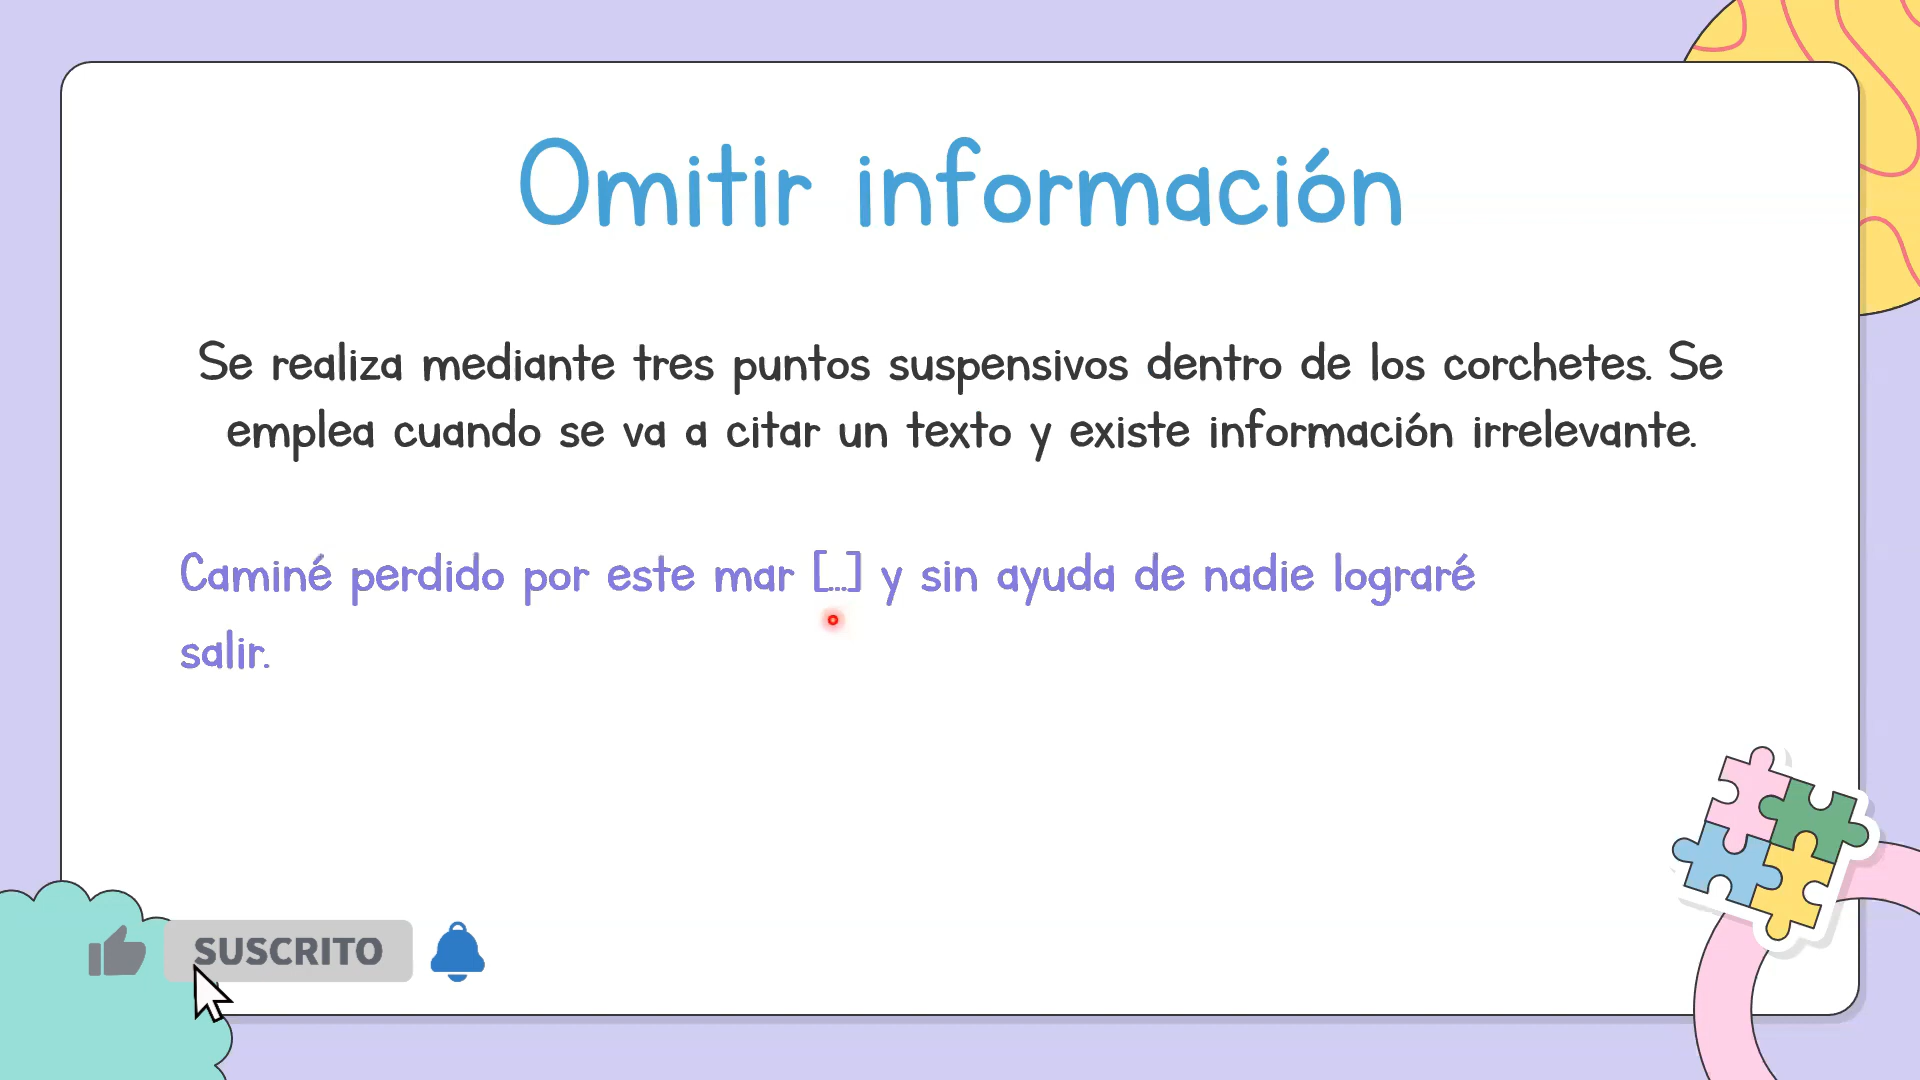 Omitir información
Se realiza mediante tres puntos suspensivos dentro de los corchetes. Se
emplea cuando se va a citar un texto y existe información irrelevante.
Caminé perdido por este mar [...] y sin ayuda de nadie lograré
salir.
SUSCRITO